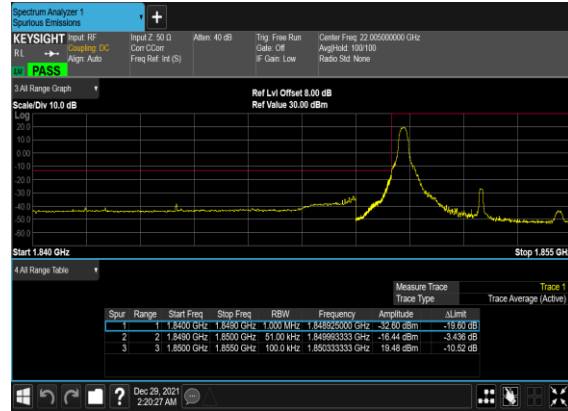 Spectrum Analyzer 1
Spurious Emissions
KEYSIGHT Input: RF Input Z: 50 Ω Atten: 40 dB Trig: Free Run Center Freq: 22.005000000 GHz
RL Coupling: DC Corr CCorr Gate: Off Avg|Hold: 100/100
Align: Auto Freq Ref: Int (S) IF Gain: Low Radio Std: None
PASS
3 All Range Graph Ref Lvl Offset 8.00 dB
Scale/Div 10.0 dB Ref Value 30.00 dBm
Log
20.0
10.0
0.00
-10.0
-20.0
-30.0
-40.0
-50.0
-60.0
Start 1.840 GHz Stop 1.855 GHz
4 All Range Table
Measure Trace Trace 1
Trace Type Trace Average (Active)
Spur Range Start Freq Stop Freq RBW Frequency Amplitude ΔLimit
1 1 1.8400 GHz 1.8490 GHz 1.000 MHz 1.848925000 GHz -32.60 dBm -19.60 dB
2 2 1.8490 GHz 1.8500 GHz 51.00 kHz 1.849993333 GHz -16.44 dBm -3.436 dB
3 3 1.8500 GHz 1.8550 GHz 100.0 kHz 1.850333333 GHz 19.48 dBm -10.52 dB
? Dec 29, 2021
2:20:27 AM